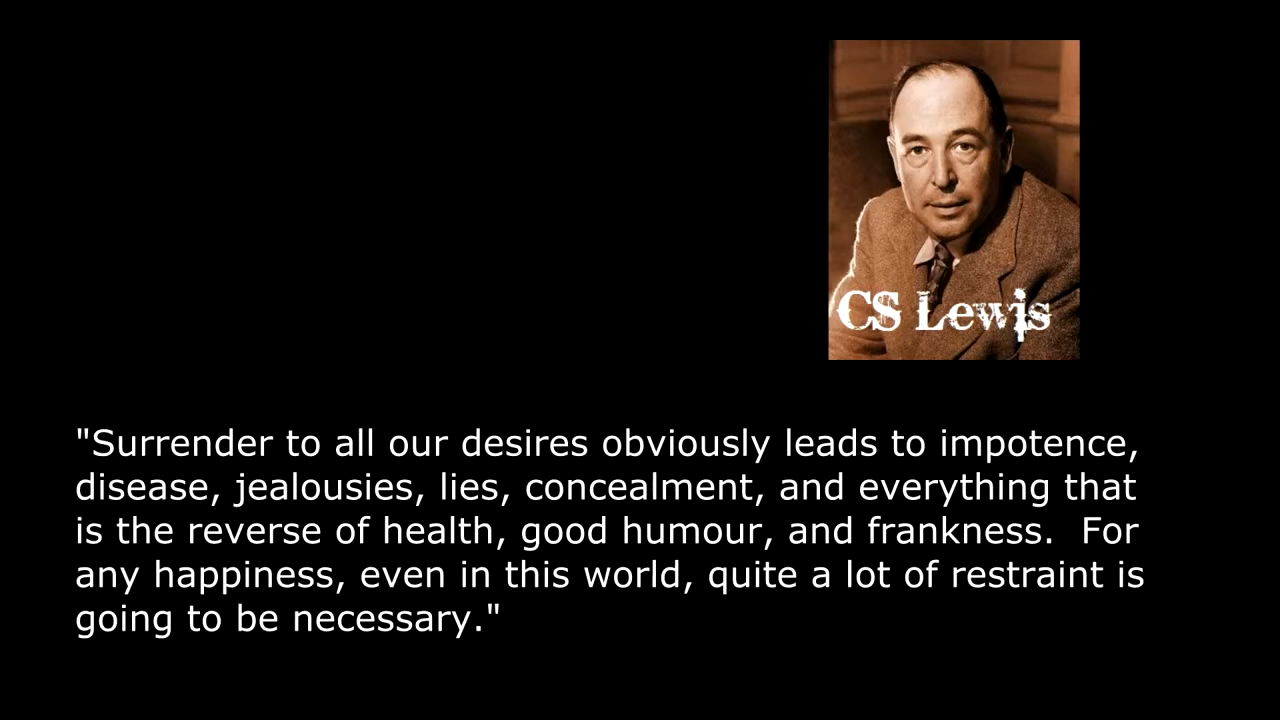 CS Lewis
"Surrender to all our desires obviously leads to impotence,
disease, jealousies, lies, concealment, and everything that
is the reverse of health, good humour, and frankness.  For
any happiness, even in this world, quite a lot of restraint is
going to be necessary."